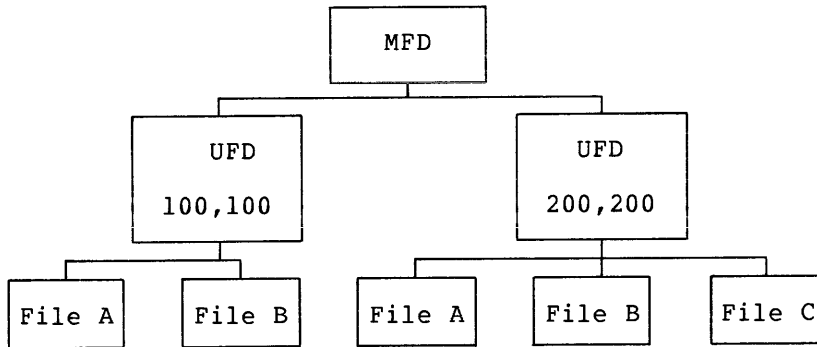 MFD
UFD
100,100
UFD
200,200
File A
File B
File A
File B
File C